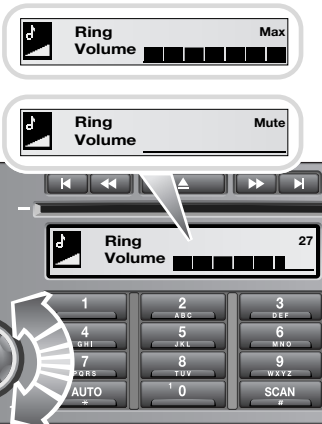 Ring Max
Volume
Ring Mute
Volume
Ring 27
Volume
1 2 3
ABC DEF
4 5 6
GHI JKL MNO
7 8 9
PQRS TUV WXYZ
AUTO 1 0 SCAN
* #